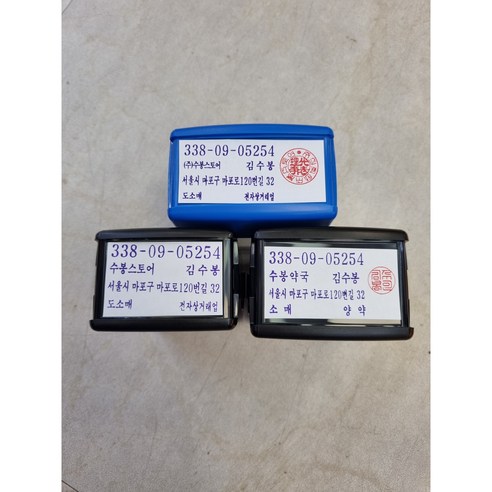 338-09-05254
(주)수봉스토어 김수봉
서울시 마포구 마포로120번길 32
도소매 전자상거래업
338-09-05254
수봉스토어 김수봉
서울시 마포구 마포로120번길 32
도소매 전자상거래업
338-09-05254
수봉약국 김수봉
서울시 마포구 마포로120번길 32
소 매 양 약